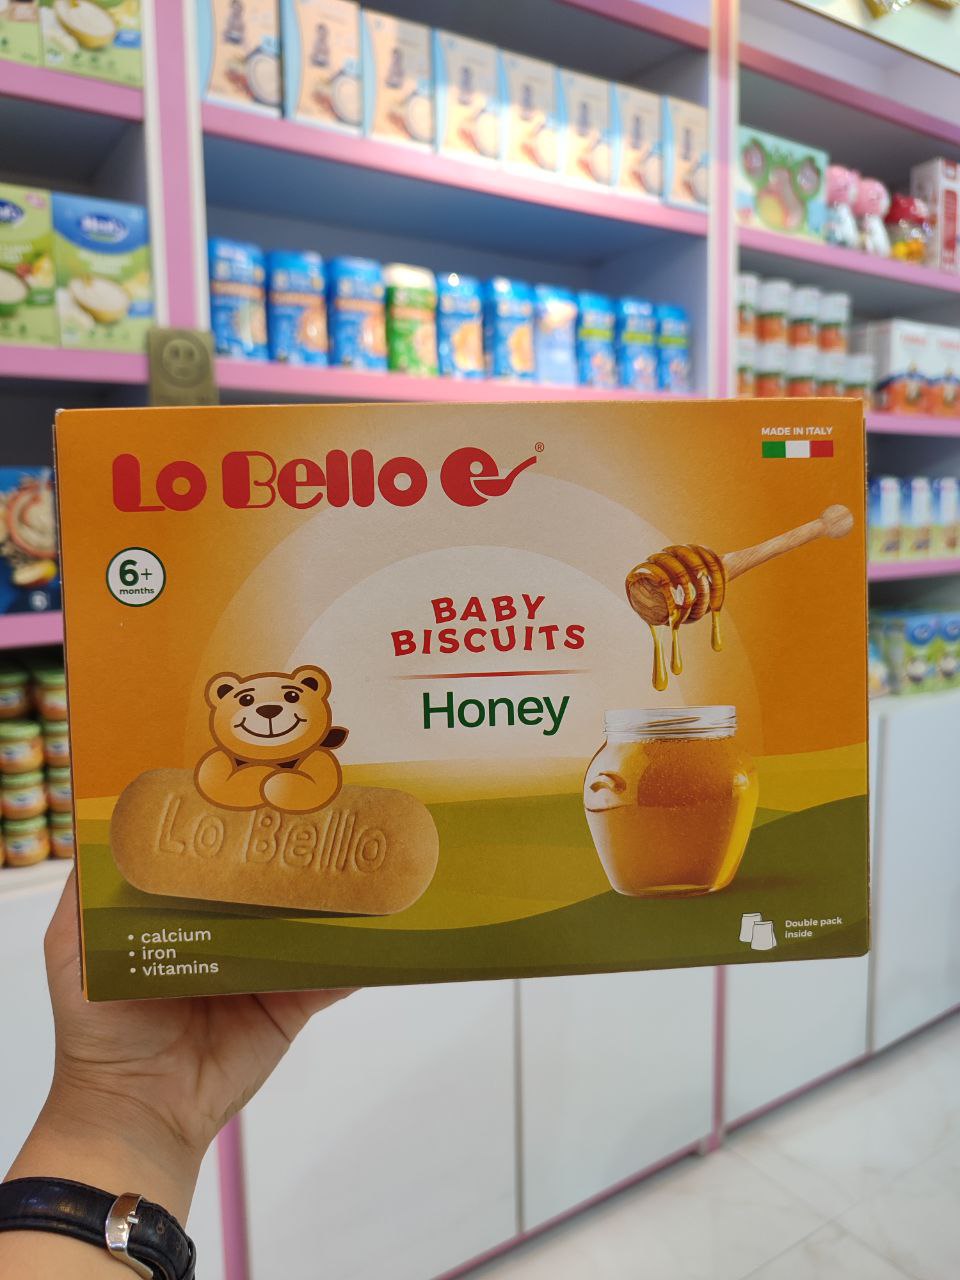 MADE IN ITALY
Lo Bello e®
6+
months
BABY
BISCUITS
Honey
Lo Bello
• calcium
• iron
• vitamins
Double pack
inside